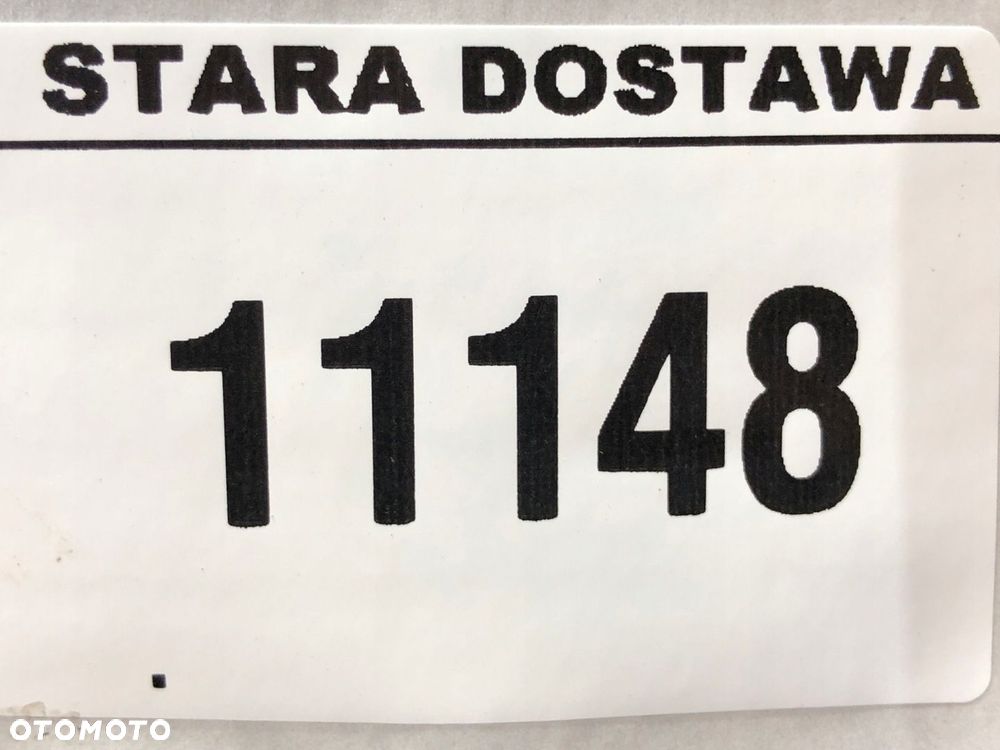 STARA DOSTAWA
11148
.
OTOMOTO